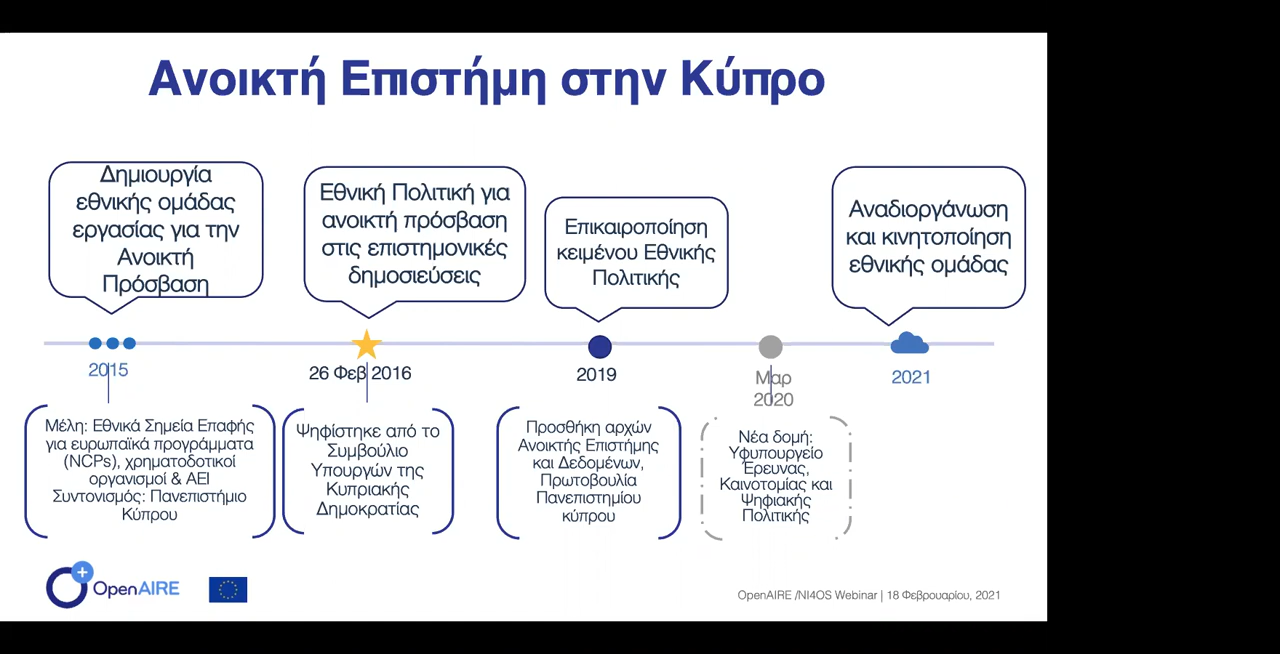 Ανοικτή Επιστήμη στην Κύπρο
Δημιουργία
εθνικής ομάδας
εργασίας για την
Ανοικτή
Πρόσβαση
Εθνική Πολιτική για
ανοικτή πρόσβαση
στις επιστημονικές
δημοσιεύσεις
Επικαιροποίηση
κειμένου Εθνικής
Πολιτικής
Αναδιοργάνωση
και κινητοποίηση
εθνικής ομάδας
2015
26 Φεβ 2016
2019
Μαρ
2020
2021
Μέλη: Εθνικά Σημεία Επαφής
για ευρωπαϊκά προγράμματα
(NCPs), χρηματοδοτικοί
οργανισμοί & ΑΕΙ
Συντονισμός: Πανεπιστήμιο
Κύπρου
Ψηφίστηκε από το
Συμβούλιο
Υπουργών της
Κυπριακής
Δημοκρατίας
Προσθήκη αρχών
Ανοικτής Επιστήμης
και Δεδομένων,
Πρωτοβουλία
Πανεπιστημίου
κύπρου
Νέα δομή:
Υφυπουργείο
Έρευνας,
Καινοτομίας και
Ψηφιακής
Πολιτικής
OpenAIRE
OpenAIRE /NI4OS Webinar | 18 Φεβρουαρίου, 2021